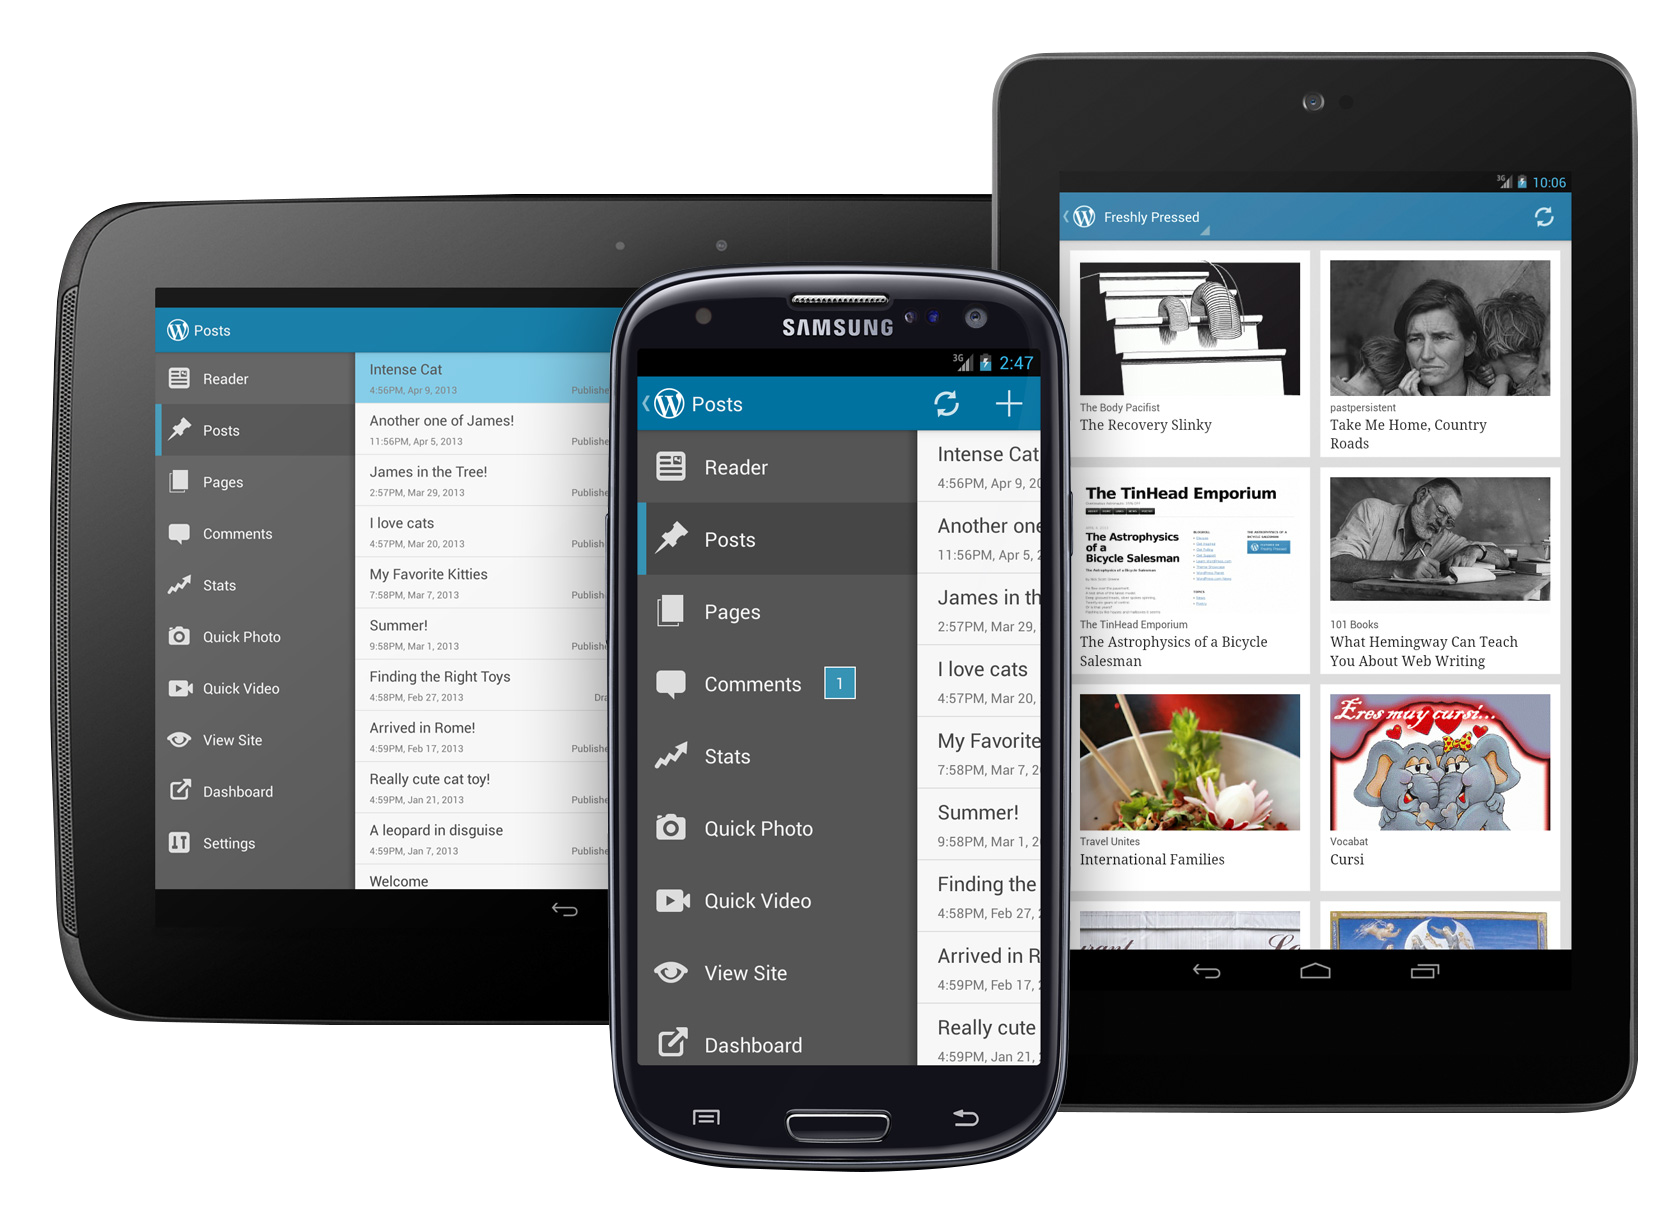 Posts
Reader
Posts
Pages
Comments
Stats
Quick Photo
Quick Video
View Site
Dashboard
Settings
Intense Cat
4:56PM, Apr 9, 2013 Publishe
Another one of James!
11:56PM, Apr 5, 2013 Publishe
James in the Tree!
2:57PM, Mar 29, 2013 Publishe
I love cats
4:57PM, Mar 20, 2013 Publish
My Favorite Kitties
7:58PM, Mar 7, 2013 Publish
Summer!
9:58PM, Mar 1, 2013 Publish
Finding the Right Toys
4:58PM, Feb 27, 2013 Dra
Arrived in Rome!
4:59PM, Feb 17, 2013 Publishe
Really cute cat toy!
4:59PM, Jan 21, 2013 Publishe
A leopard in disguise
4:59PM, Jan 7, 2013 Publishe
Welcome
SAMSUNG
3G 2:47
Posts
Reader
Posts
Pages
Comments 1
Stats
Quick Photo
Quick Video
View Site
Dashboard
Intense Cat
4:56PM, Apr 9, 20
Another one
11:56PM, Apr 5, 2
James in th
2:57PM, Mar 29,
I love cats
4:57PM, Mar 20,
My Favorite
7:58PM, Mar 7, 2
Summer!
9:58PM, Mar 1, 2
Finding the
4:58PM, Feb 27,
Arrived in R
4:59PM, Feb 17,
Really cute
4:59PM, Jan 21,
3G 10:06
Freshly Pressed
The Body Pacifist
The Recovery Slinky
pastpersistent
Take Me Home, Country
Roads
The TinHead Emporium
The Astrophysics
of a
Bicycle Salesman
The TinHead Emporium
The Astrophysics of a Bicycle
Salesman
101 Books
What Hemingway Can Teach
You About Web Writing
Travel Unites
International Families
Eres muy cursi...
Vocabat
Cursi